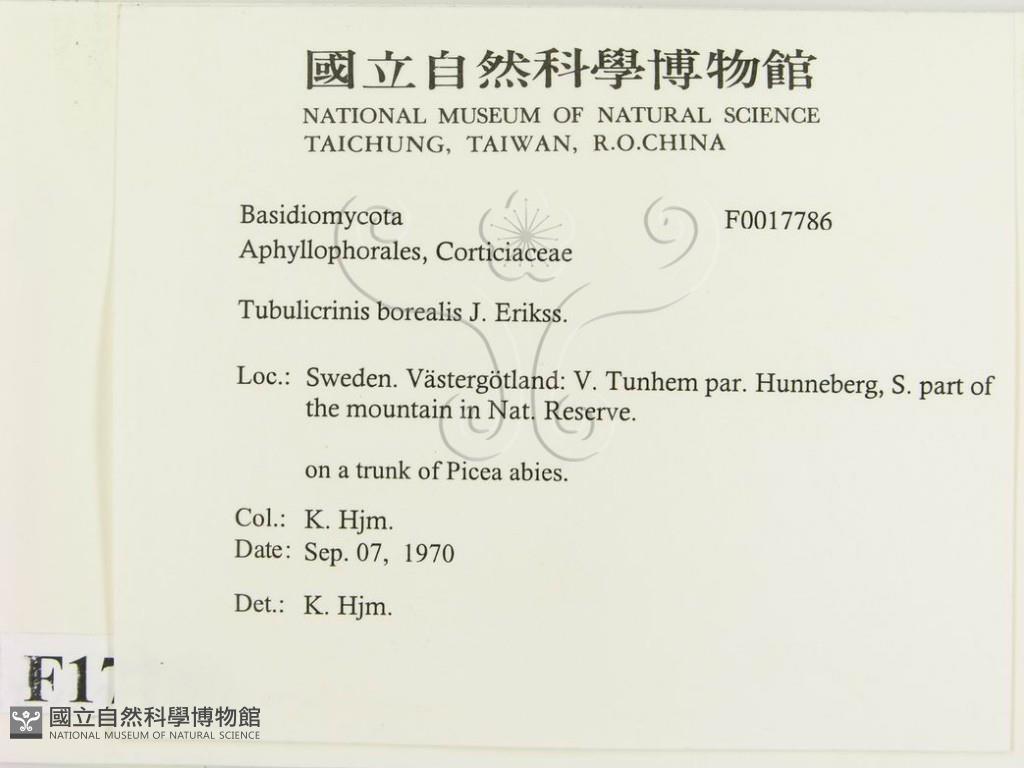 國立自然科學博物館
NATIONAL MUSEUM OF NATURAL SCIENCE
TAICHUNG, TAIWAN, R.O.CHINA
Basidiomycota F0017786
Aphyllophorales, Corticiaceae
Tubulicrinis borealis J. Erikss.
Loc.: Sweden. Västergötland: V. Tunhem par. Hunneberg, S. part of
the mountain in Nat. Reserve.
on a trunk of Picea abies.
Col.: K. Hjm.
Date: Sep. 07, 1970
Det.: K. Hjm.
F17
國立自然科學博物館
NATIONAL MUSEUM OF NATURAL SCIENCE